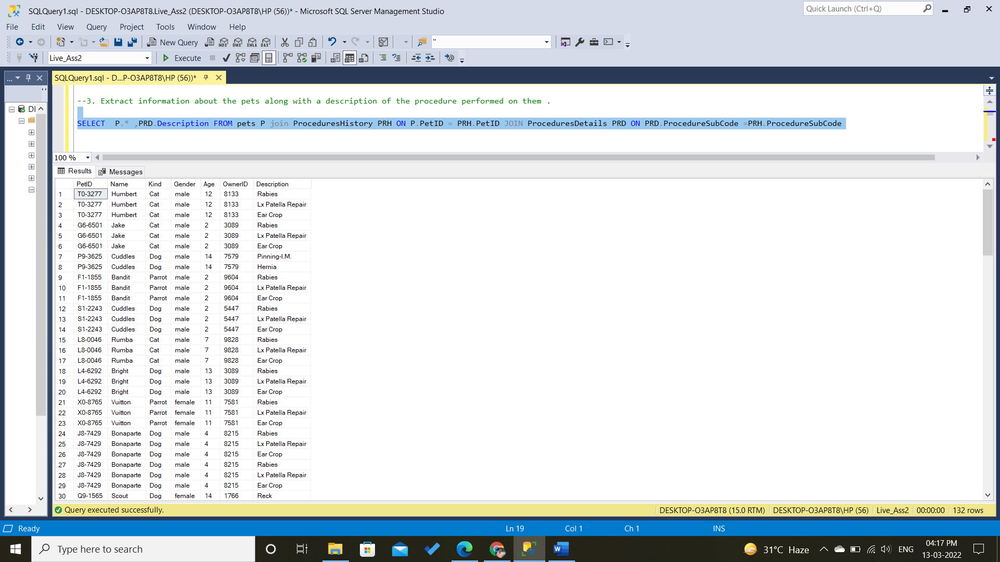 SQLQuery1.sql - DESKTOP-O3AP8T8.Live_Ass2 (DESKTOP-O3AP8T8\HP (56))* - Microsoft SQL Server Management Studio
Quick Launch (Ctrl+Q)
File Edit View Query Project Tools Window Help
New Query MDX DMX XMLA DAX "
Live_Ass2 Execute
... SQLQuery1.sql - D...P-O3AP8T8\HP (56))*
--3. Extract information about the pets along with a description of the procedure performed on them .
SELECT P.* ,PRD.Description FROM pets P join ProceduresHistory PRH ON P.PetID = PRH.PetID JOIN ProceduresDetails PRD ON PRD.ProcedureSubCode =PRH.ProcedureSubCode
100 %
Results Messages
PetID Name Kind Gender Age OwnerID Description
1 T0-3277 Humbert Cat male 12 8133 Rabies
2 T0-3277 Humbert Cat male 12 8133 Lx Patella Repair
3 T0-3277 Humbert Cat male 12 8133 Ear Crop
4 G6-6501 Jake Cat male 2 3089 Rabies
5 G6-6501 Jake Cat male 2 3089 Lx Patella Repair
6 G6-6501 Jake Cat male 2 3089 Ear Crop
7 P9-3625 Cuddles Dog male 14 7579 Pinning-I.M.
8 P9-3625 Cuddles Dog male 14 7579 Hernia
9 F1-1855 Bandit Parrot male 2 9604 Rabies
10 F1-1855 Bandit Parrot male 2 9604 Lx Patella Repair
11 F1-1855 Bandit Parrot male 2 9604 Ear Crop
12 S1-2243 Cuddles Dog male 2 5447 Rabies
13 S1-2243 Cuddles Dog male 2 5447 Lx Patella Repair
14 S1-2243 Cuddles Dog male 2 5447 Ear Crop
15 L8-0046 Rumba Cat male 7 9828 Rabies
16 L8-0046 Rumba Cat male 7 9828 Lx Patella Repair
17 L8-0046 Rumba Cat male 7 9828 Ear Crop
18 L4-6292 Bright Dog male 13 3089 Rabies
19 L4-6292 Bright Dog male 13 3089 Lx Patella Repair
20 L4-6292 Bright Dog male 13 3089 Ear Crop
21 X0-8765 Vuitton Parrot female 11 7581 Rabies
22 X0-8765 Vuitton Parrot female 11 7581 Lx Patella Repair
23 X0-8765 Vuitton Parrot female 11 7581 Ear Crop
24 J8-7429 Bonaparte Dog male 4 8215 Rabies
25 J8-7429 Bonaparte Dog male 4 8215 Lx Patella Repair
26 J8-7429 Bonaparte Dog male 4 8215 Ear Crop
27 J8-7429 Bonaparte Dog male 4 8215 Rabies
28 J8-7429 Bonaparte Dog male 4 8215 Lx Patella Repair
29 J8-7429 Bonaparte Dog male 4 8215 Ear Crop
30 Q9-1565 Scout Dog female 14 1766 Reck
Query executed successfully. DESKTOP-O3AP8T8 (15.0 RTM) DESKTOP-O3AP8T8\HP (56) Live_Ass2 00:00:00 132 rows
Ready Ln 19 Col 1 Ch 1 INS
Type here to search 31°C Haze ENG 04:17 PM
13-03-2022